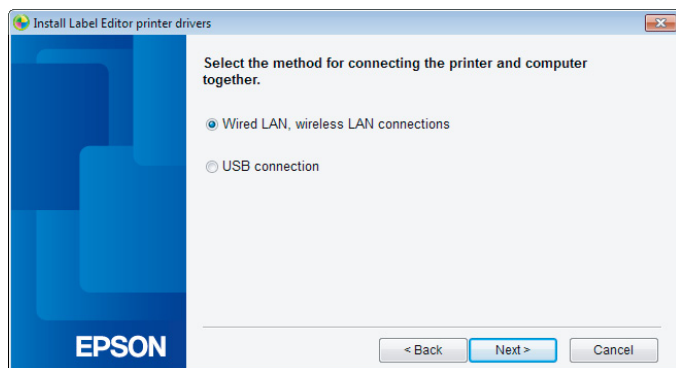 Install Label Editor printer drivers
Select the method for connecting the printer and computer
together.
Wired LAN, wireless LAN connections
USB connection
EPSON
< Back
Next >
Cancel